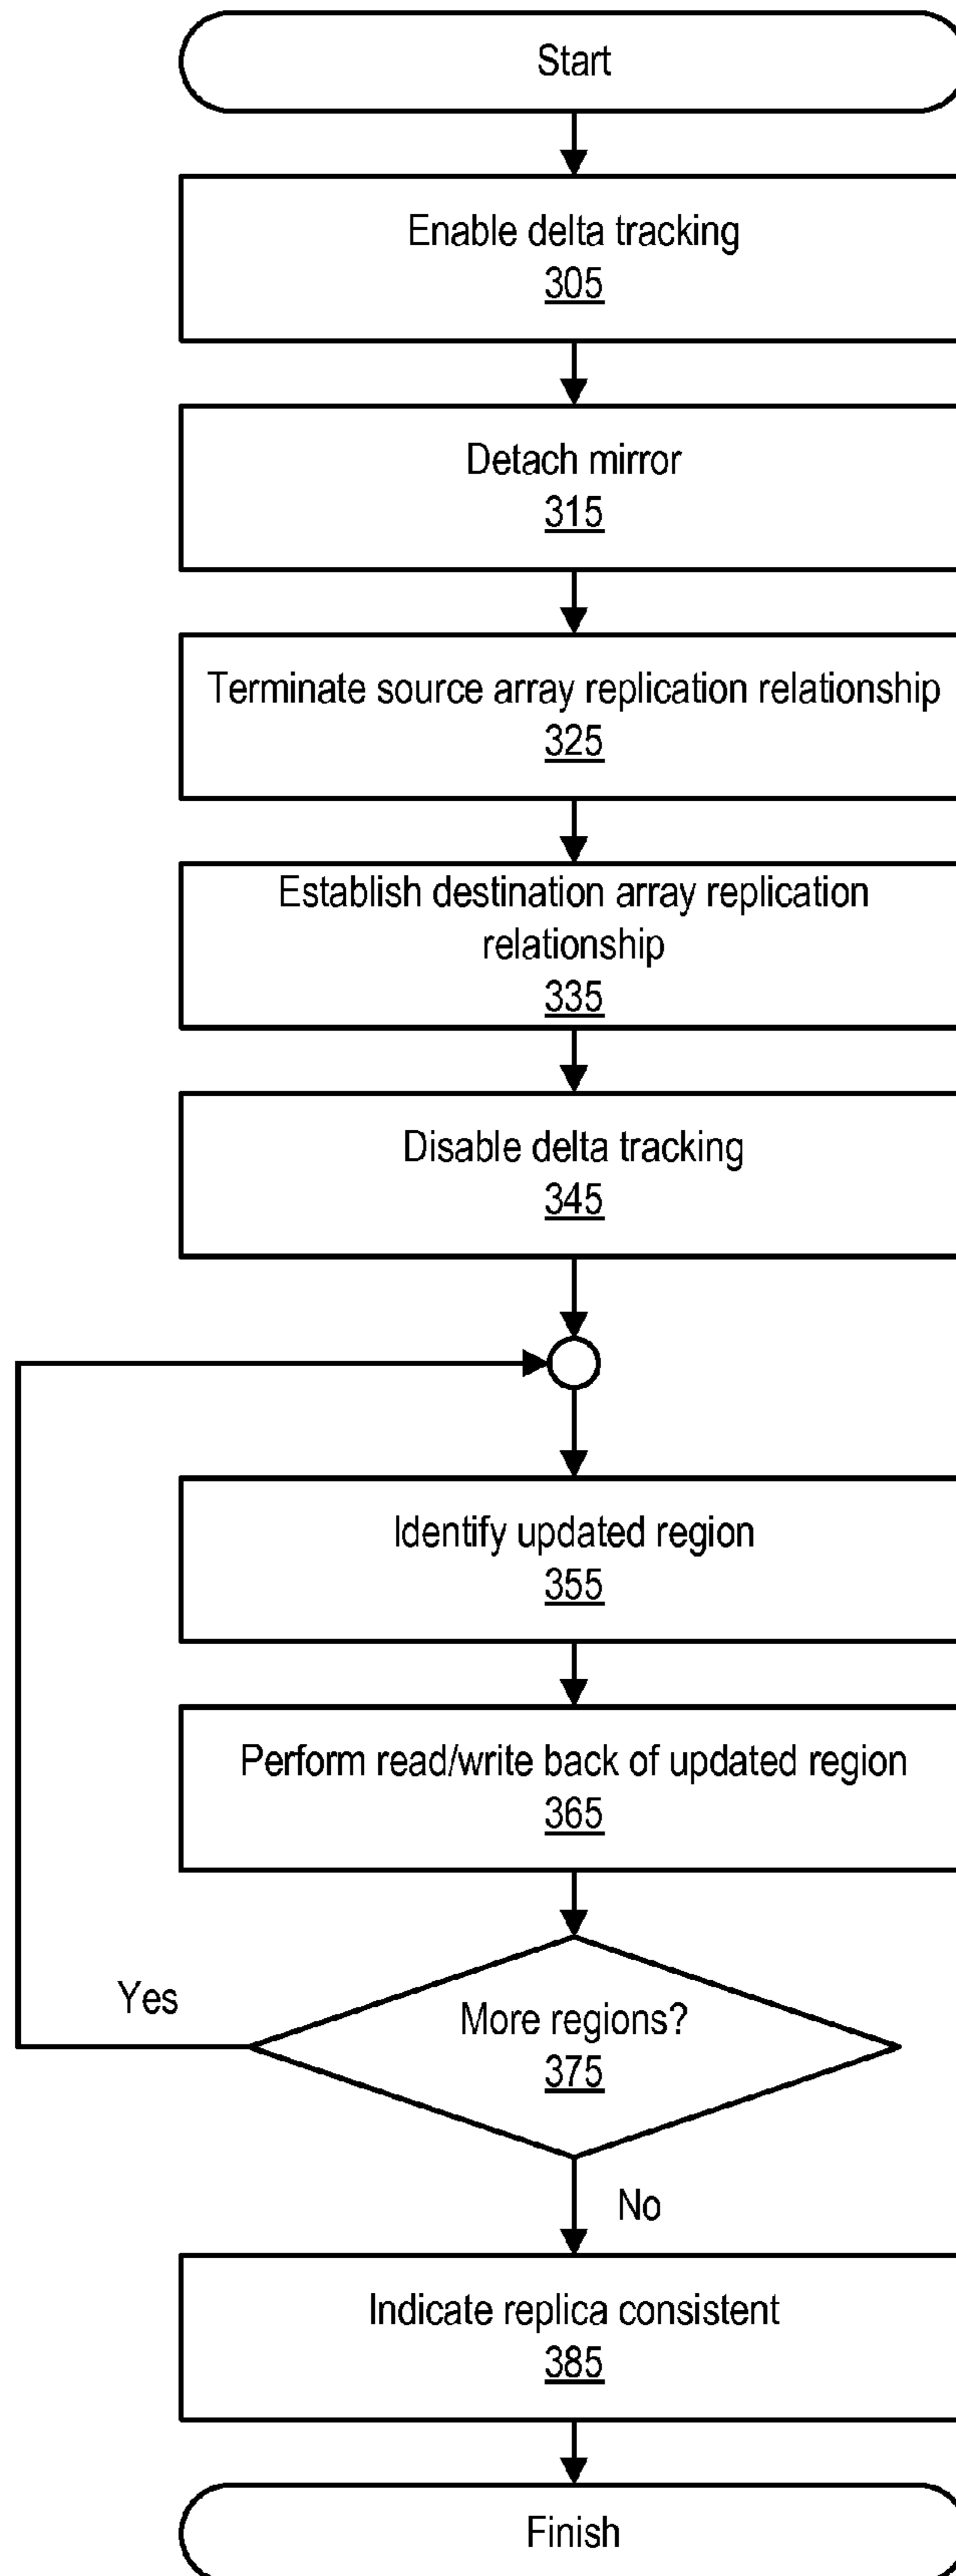 Start
Enable delta tracking
305
Detach mirror
315
Terminate source array replication relationship
325
Establish destination array replication
relationship
335
Disable delta tracking
345
Identify updated region
355
Perform read/write back of updated region
365
Yes
More regions?
375
No
Indicate replica consistent
385
Finish